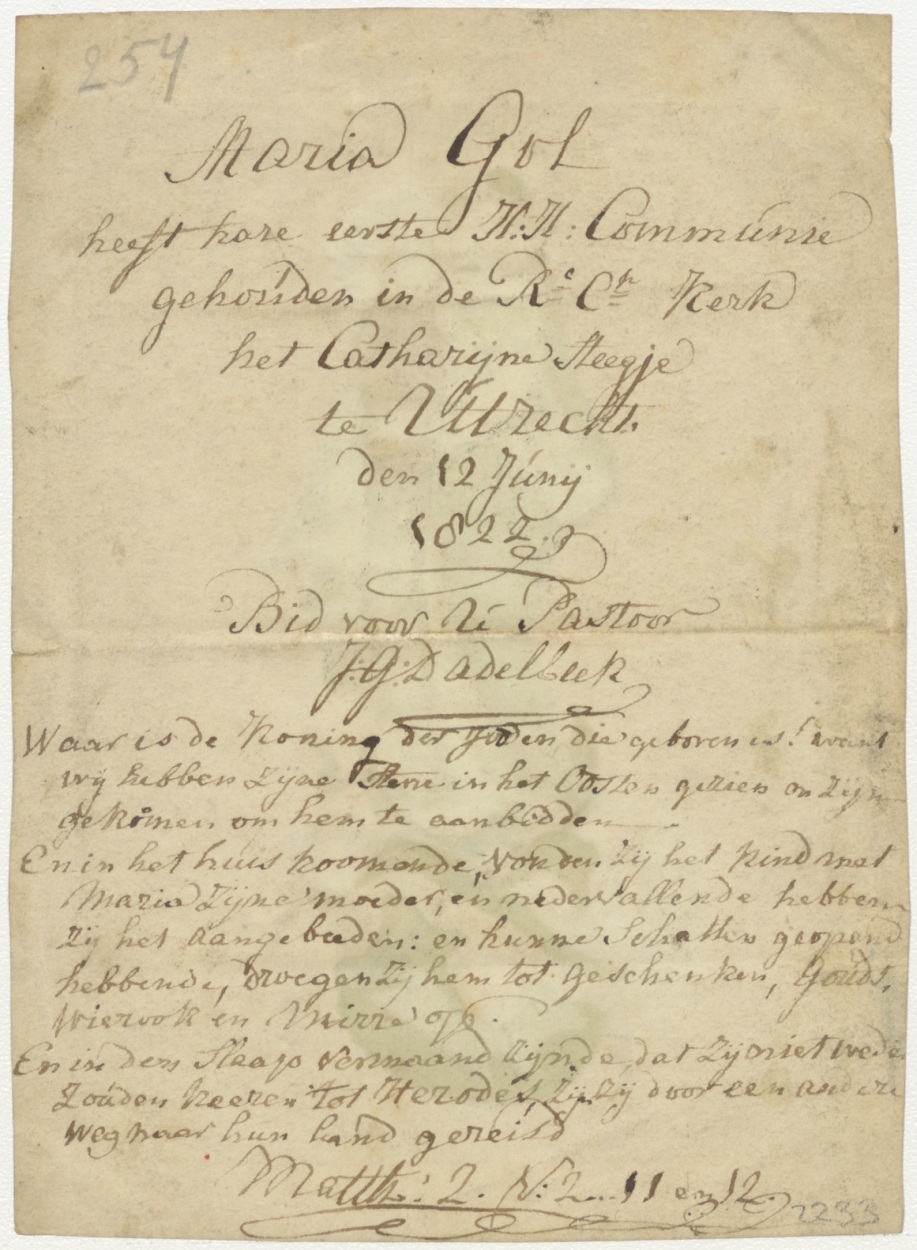 254
Maria Gol
heeft hare eerste H:H: Communie
gehouden in de R:e C:h Kerk
het Catharijne Steegje
te Uttrecht.
den 12 Junij
1822.
Bid voor Uw Pastoor
J:G: Dadelbeek
Waar is de Koning der Joden, die geboren is! want
wij hebben zijne Sterre in het Oosten gezien en zijn
gekomen om hem te aanbidden
En in het huis koomende, vonden zij het Kind met
Maria Zijne moeder, en nedervallende hebben
zij het aangebeeden: en hunne Schatten geopend
hebbende, droegen zij hem tot geschenken, Goud,
Wierook en Mirre op.
En in den Slaap vermaand zijnde, dat zij niet weder
Zouden keeren tot Herodes, zijn zij door een andere
weg naar hun land gereisd
Matth: 2. V: 2... 11 en 12.
2233